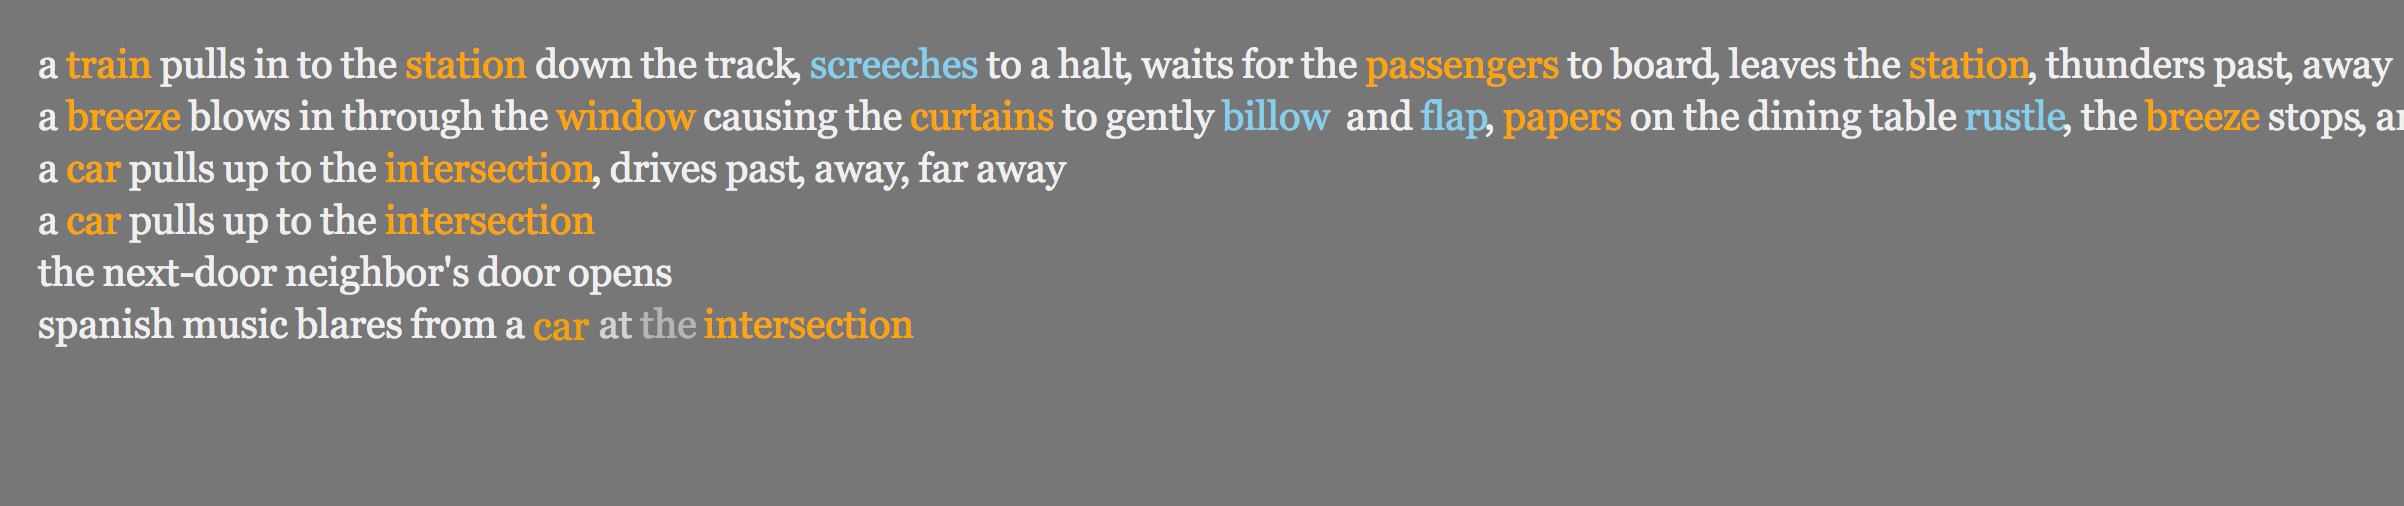 a train pulls in to the station down the track, screeches to a halt, waits for the passengers to board, leaves the station, thunders past, away
a breeze blows in through the window causing the curtains to gently billow and flap, papers on the dining table rustle, the breeze stops,
a car pulls up to the intersection, drives past, away, far away
a car pulls up to the intersection
the next-door neighbor's door opens
spanish music blares from a car at the intersection